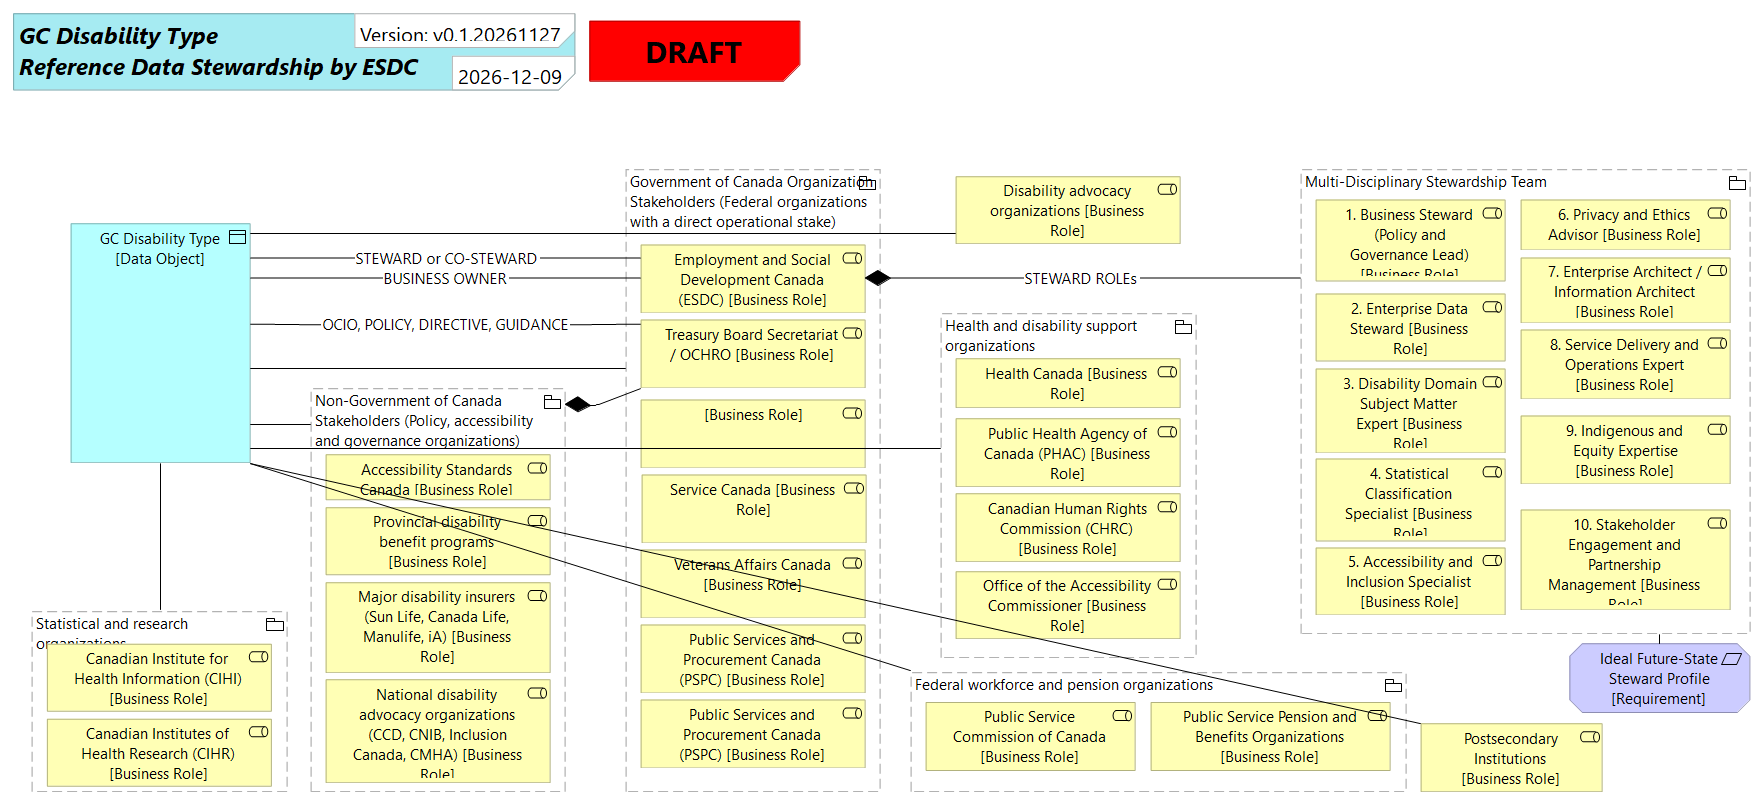 GC Disability Type
Reference Data Stewardship by ESDC
Version: v0.1.20261127
2026-12-09
DRAFT
GC Disability Type
[Data Object]
STEWARD or CO-STEWARD
BUSINESS OWNER
OCIO, POLICY, DIRECTIVE, GUIDANCE
STEWARD ROLEs
Statistical and research
organizations
Canadian Institute for
Health Information (CIHI)
[Business Role]
Canadian Institutes of
Health Research (CIHR)
[Business Role]
Non-Government of Canada
Stakeholders (Policy, accessibility
and governance organizations)
Accessibility Standards
Canada [Business Role]
Provincial disability
benefit programs
[Business Role]
Major disability insurers
(Sun Life, Canada Life,
Manulife, iA) [Business
Role]
National disability
advocacy organizations
(CCD, CNIB, Inclusion
Canada, CMHA) [Business
Role]
Government of Canada Organization
Stakeholders (Federal organizations
with a direct operational stake)
Employment and Social
Development Canada
(ESDC) [Business Role]
Treasury Board Secretariat
/ OCHRO [Business Role]
[Business Role]
Service Canada [Business
Role]
Veterans Affairs Canada
[Business Role]
Public Services and
Procurement Canada
(PSPC) [Business Role]
Public Services and
Procurement Canada
(PSPC) [Business Role]
Disability advocacy
organizations [Business
Role]
Health and disability support
organizations
Health Canada [Business
Role]
Public Health Agency of
Canada (PHAC) [Business
Role]
Canadian Human Rights
Commission (CHRC)
[Business Role]
Office of the Accessibility
Commissioner [Business
Role]
Federal workforce and pension organizations
Public Service
Commission of Canada
[Business Role]
Public Service Pension and
Benefits Organizations
[Business Role]
Postsecondary
Institutions
[Business Role]
Multi-Disciplinary Stewardship Team
1. Business Steward
(Policy and
Governance Lead)
[Business Role]
2. Enterprise Data
Steward [Business
Role]
3. Disability Domain
Subject Matter
Expert [Business
Role]
4. Statistical
Classification
Specialist [Business
Role]
5. Accessibility and
Inclusion Specialist
[Business Role]
6. Privacy and Ethics
Advisor [Business Role]
7. Enterprise Architect /
Information Architect
[Business Role]
8. Service Delivery and
Operations Expert
[Business Role]
9. Indigenous and
Equity Expertise
[Business Role]
10. Stakeholder
Engagement and
Partnership
Management [Business
Role]
Ideal Future-State
Steward Profile
[Requirement]